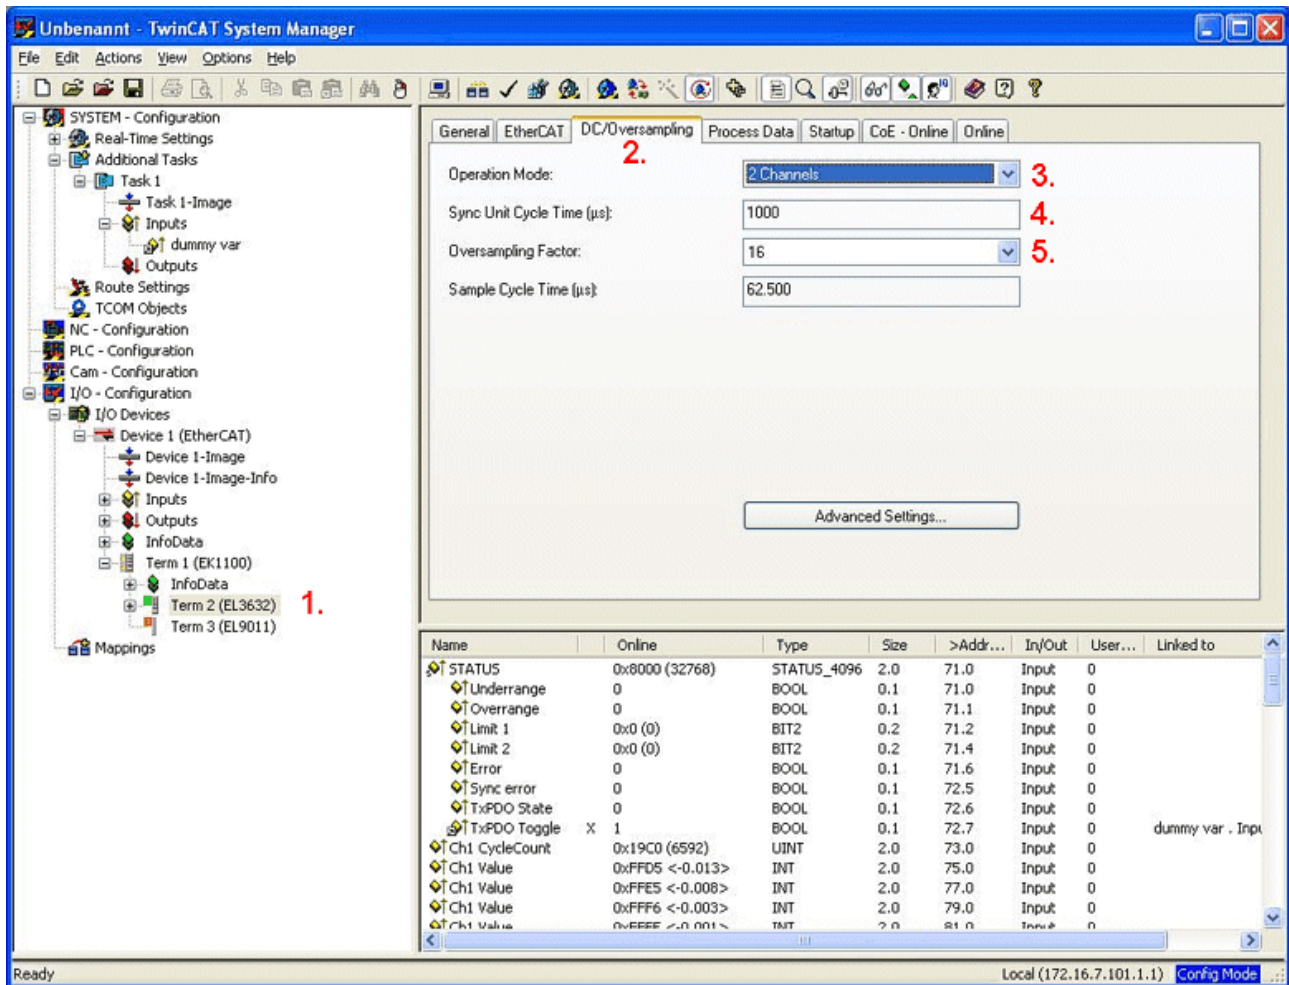 Unbenannt - TwinCAT System Manager
File Edit Actions View Options Help
SYSTEM - Configuration
Real-Time Settings
Additional Tasks
Task 1
Task 1-Image
Inputs
dummy var
Outputs
Route Settings
TCOM Objects
NC - Configuration
PLC - Configuration
Cam - Configuration
I/O - Configuration
I/O Devices
Device 1 (EtherCAT)
Device 1-Image
Device 1-Image-Info
Inputs
Outputs
InfoData
Term 1 (EK1100)
InfoData
Term 2 (EL3632) 1.
Term 3 (EL9011)
Mappings
General EtherCAT DC/Oversampling Process Data Startup CoE - Online Online
2.
Operation Mode: 2 Channels 3.
Sync Unit Cycle Time (µs): 1000 4.
Oversampling Factor: 16 5.
Sample Cycle Time (µs): 62.500
Advanced Settings...
Name Online Type Size >Addr... In/Out User... Linked to
STATUS 0x8000 (32768) STATUS_4096 2.0 71.0 Input 0
Underrange 0 BOOL 0.1 71.0 Input 0
Overrange 0 BOOL 0.1 71.1 Input 0
Limit 1 0x0 (0) BIT2 0.2 71.2 Input 0
Limit 2 0x0 (0) BIT2 0.2 71.4 Input 0
Error 0 BOOL 0.1 71.6 Input 0
Sync error 0 BOOL 0.1 72.5 Input 0
TxPDO State 0 BOOL 0.1 72.6 Input 0
TxPDO Toggle X 1 BOOL 0.1 72.7 Input 0 dummy var . Inpu
Ch1 CycleCount 0x19C0 (6592) UINT 2.0 73.0 Input 0
Ch1 Value 0xFFD5 <-0.013> INT 2.0 75.0 Input 0
Ch1 Value 0xFFE5 <-0.008> INT 2.0 77.0 Input 0
Ch1 Value 0xFFF6 <-0.003> INT 2.0 79.0 Input 0
Ch1 Value <-0.001> INT 2.0 81.0 Input 0
Ready Local (172.16.7.101.1.1) Config Mode